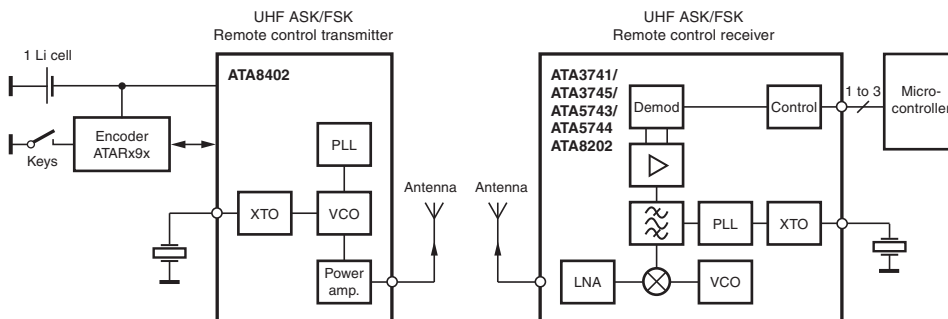 UHF ASK/FSK
Remote control transmitter
1 Li cell
ATA8402
Encoder
ATARx9x
Keys
PLL
XTO
VCO
Power
amp.
Antenna
UHF ASK/FSK
Remote control receiver
Antenna
ATA3741/
ATA3745/
ATA5743/
ATA5744
ATA8202
Demod
Control
1 to 3
Micro-
controller
PLL
XTO
LNA
VCO